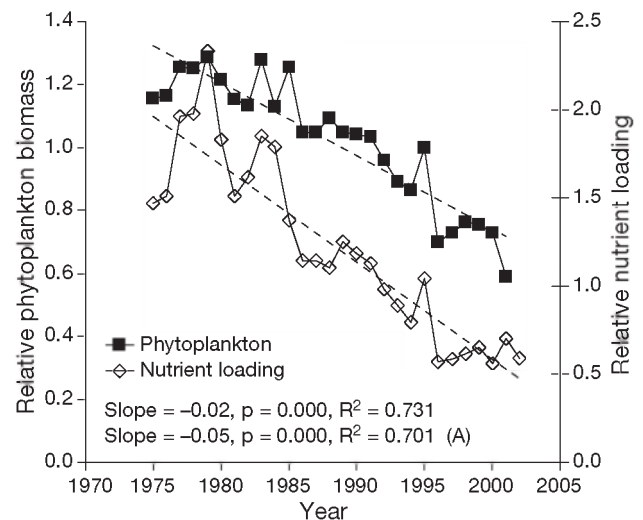 1.4
1.2
1.0
0.8
0.6
0.4
0.2
0.0
Relative phytoplankton biomass
2.5
2.0
1.5
1.0
0.5
0.0
Relative nutrient loading
Phytoplankton
Nutrient loading
Slope = –0.02, p = 0.000, R² = 0.731
Slope = –0.05, p = 0.000, R² = 0.701 (A)
1970 1975 1980 1985 1990 1995 2000 2005
Year